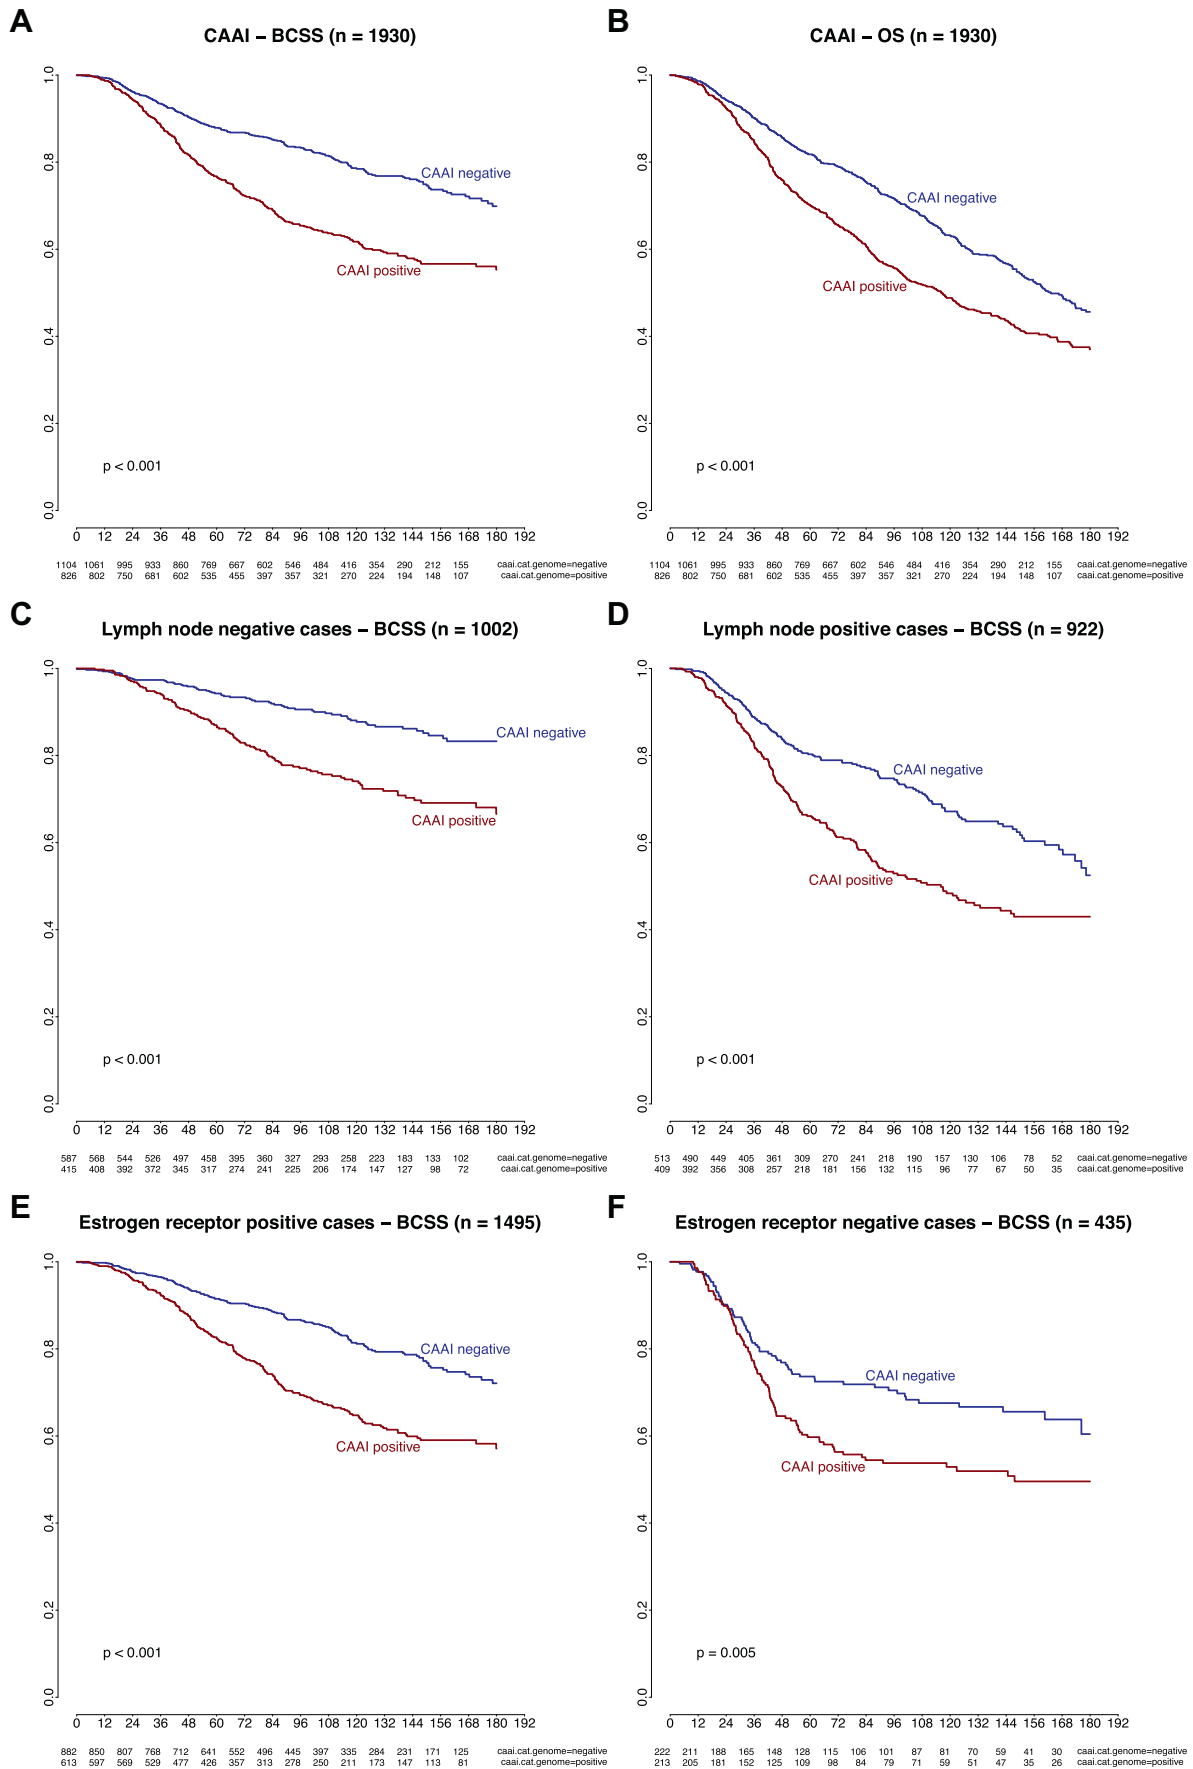 A
CAAI – BCSS (n = 1930)
1.0
0.8
0.6
0.4
0.2
0.0
CAAI negative
CAAI positive
p < 0.001
0 12 24 36 48 60 72 84 96 108 120 132 144 156 168 180 192
1104 1061 995 933 860 769 667 602 546 484 416 354 290 212 155 caai.cat.genome=negative
826 802 750 681 602 535 455 397 357 321 270 224 194 148 107 caai.cat.genome=positive
B
CAAI – OS (n = 1930)
1.0
0.8
0.6
0.4
0.2
0.0
CAAI negative
CAAI positive
p < 0.001
0 12 24 36 48 60 72 84 96 108 120 132 144 156 168 180 192
1104 1061 995 933 860 769 667 602 546 484 416 354 290 212 155 caai.cat.genome=negative
826 802 750 681 602 535 455 397 357 321 270 224 194 148 107 caai.cat.genome=positive
C
Lymph node negative cases – BCSS (n = 1002)
1.0
0.8
0.6
0.4
0.2
0.0
CAAI negative
CAAI positive
p < 0.001
0 12 24 36 48 60 72 84 96 108 120 132 144 156 168 180 192
587 568 544 526 497 458 395 360 327 293 258 223 183 133 102 caai.cat.genome=negative
415 408 392 372 345 317 274 241 225 206 174 147 127 98 72 caai.cat.genome=positive
D
Lymph node positive cases – BCSS (n = 922)
1.0
0.8
0.6
0.4
0.2
0.0
CAAI negative
CAAI positive
p < 0.001
0 12 24 36 48 60 72 84 96 108 120 132 144 156 168 180 192
513 490 449 405 361 309 270 241 218 190 157 130 106 78 52 caai.cat.genome=negative
409 392 356 308 257 218 181 156 132 115 96 77 67 50 35 caai.cat.genome=positive
E
Estrogen receptor positive cases – BCSS (n = 1495)
1.0
0.8
0.6
0.4
0.2
0.0
CAAI negative
CAAI positive
p < 0.001
0 12 24 36 48 60 72 84 96 108 120 132 144 156 168 180 192
882 850 807 768 712 641 552 496 445 397 335 284 231 171 125 caai.cat.genome=negative
613 597 569 529 477 426 357 313 278 250 211 173 147 113 81 caai.cat.genome=positive
F
Estrogen receptor negative cases – BCSS (n = 435)
1.0
0.8
0.6
0.4
0.2
0.0
CAAI negative
CAAI positive
p = 0.005
0 12 24 36 48 60 72 84 96 108 120 132 144 156 168 180 192
222 211 188 165 148 128 115 106 101 87 81 70 59 41 30 caai.cat.genome=negative
213 205 181 152 125 109 98 84 79 71 59 51 47 35 26 caai.cat.genome=positive